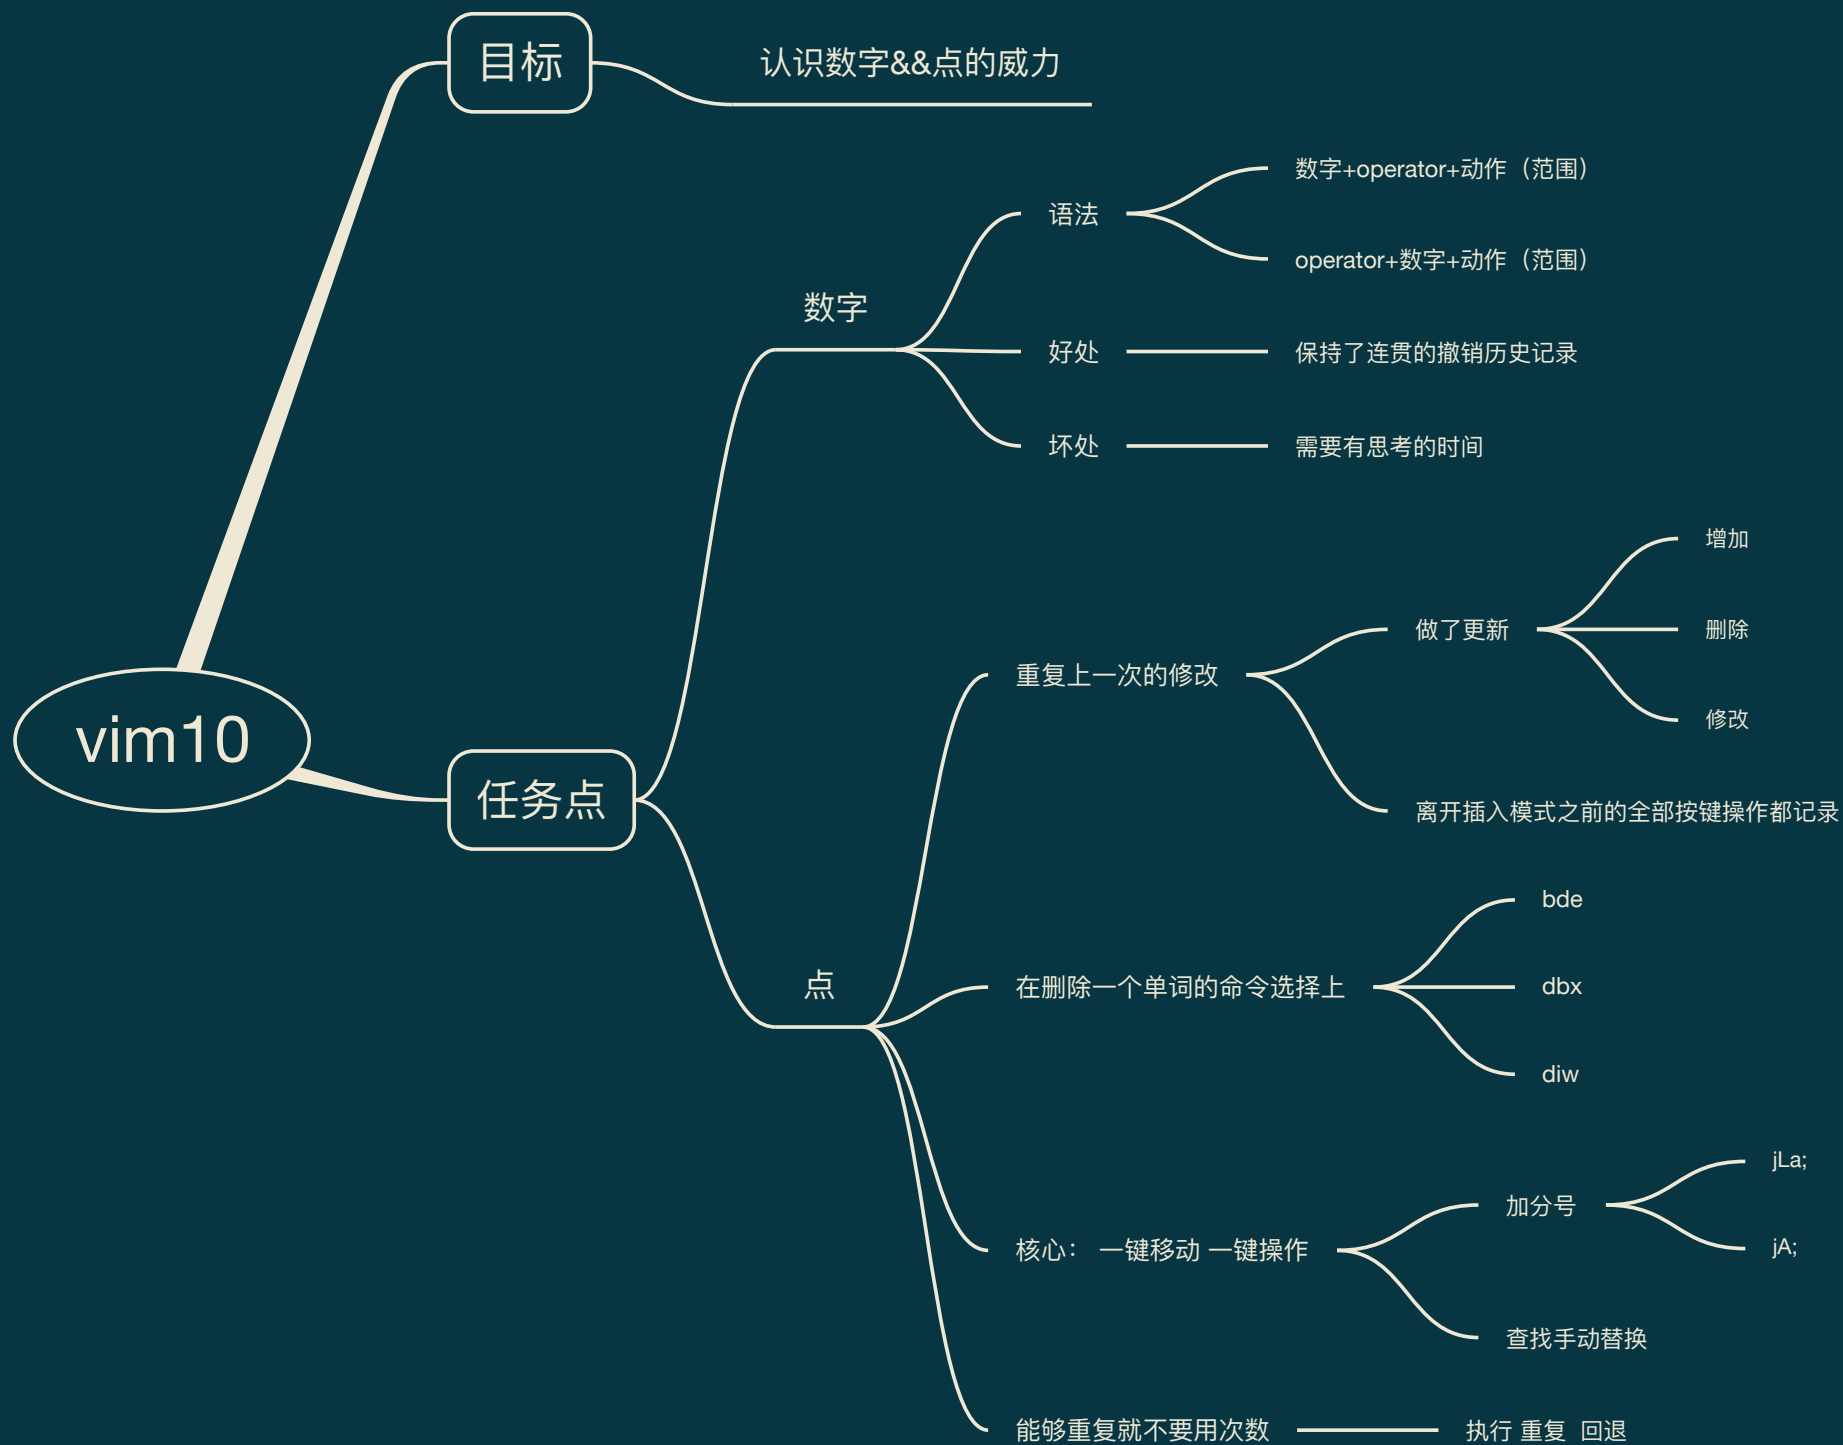 目标
认识数字&&点的威力
数字+operator+动作（范围）
语法
operator+数字+动作（范围）
数字
好处
保持了连贯的撤销历史记录
坏处
需要有思考的时间
vim10
任务点
增加
做了更新
删除
重复上一次的修改
修改
离开插入模式之前的全部按键操作都记录
bde
点
在删除一个单词的命令选择上
dbx
diw
jLa;
加分号
核心： 一键移动 一键操作
jA;
查找手动替换
能够重复就不要用次数
执行 重复 回退